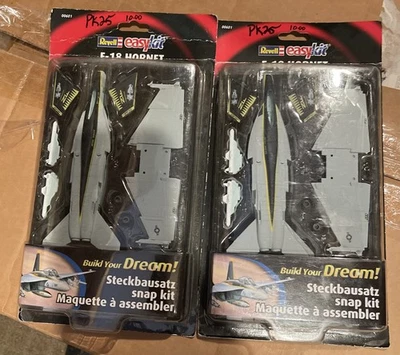 00651
PK25 10.00
Revell easykit
F-18 HORNET
Build Your Dream!
Steckbausatz
snap kit
Maquette à assembler
PK25 10.00
Revell easykit
F-18 HORNET
Build Your Dream!
Steckbausatz
snap kit
Maquette à assembler